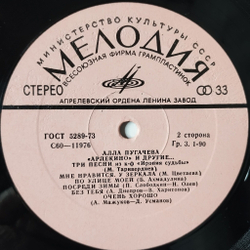 МИНИСТЕРСТВО КУЛЬТУРЫ СССР
МЕЛОДИЯ
ВСЕСОЮЗНАЯ ФИРМА ГРАМПЛАСТИНОК
СТЕРЕО
33
АПРЕЛЕВСКИЙ ОРДЕНА ЛЕНИНА ЗАВОД
ГОСТ 5289-73
2 сторона
С60—11976
Гр. 3. 1-90
АЛЛА ПУГАЧЕВА
«АРЛЕКИНО» И ДРУГИЕ...
ТРИ ПЕСНИ из к-ф «Ирония судьбы»
(М. Таривердиев)
МНЕ НРАВИТСЯ, У ЗЕРКАЛА (М. Цветаева)
ПО УЛИЦЕ МОЕЙ (Б. Ахмадулина)
ПОСРЕДИ ЗИМЫ (П. Слободкин — И. Олин)
БЕЗ ТЕБЯ (А. Днепров — В. Харитонов)
ОЧЕНЬ ХОРОШО
(А. Мажуков — Д. Усманов)